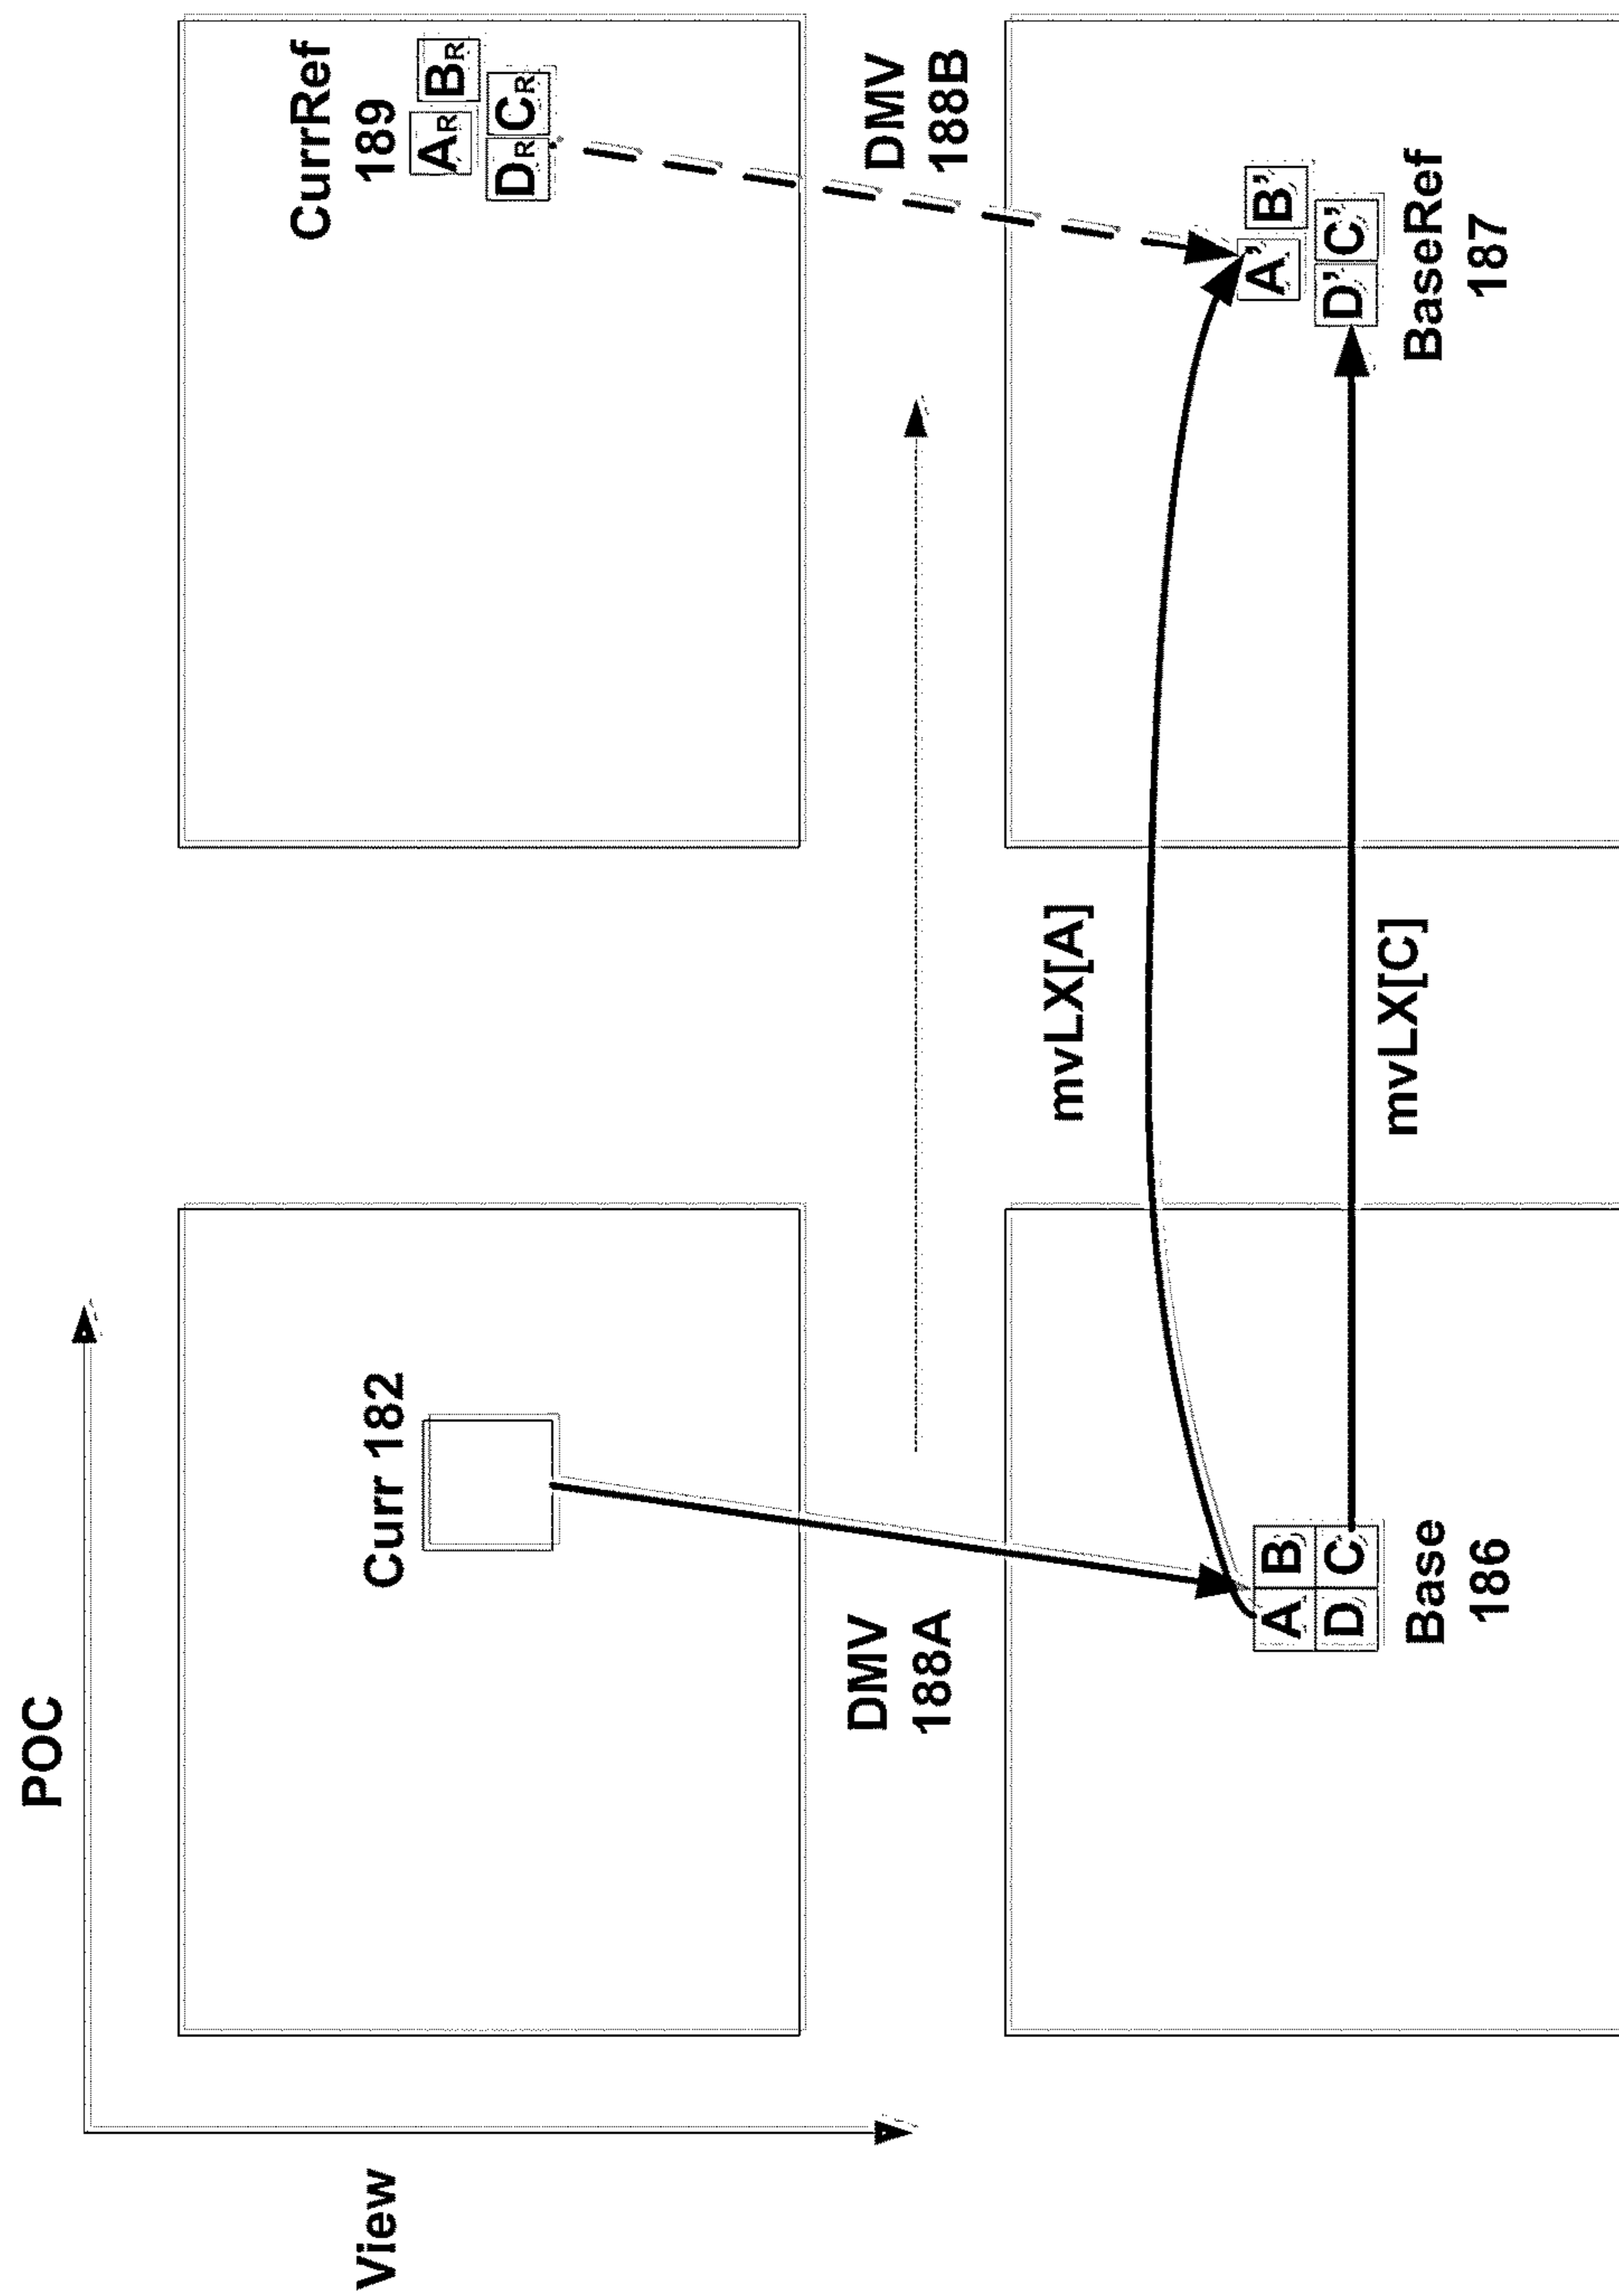 POC
View
Curr 182
CurrRef
189
AR BR
DR CR
DMV
188A
DMV
188B
mvLX[A]
mvLX[C]
A B
D C
Base
186
A' B'
D' C'
BaseRef
187